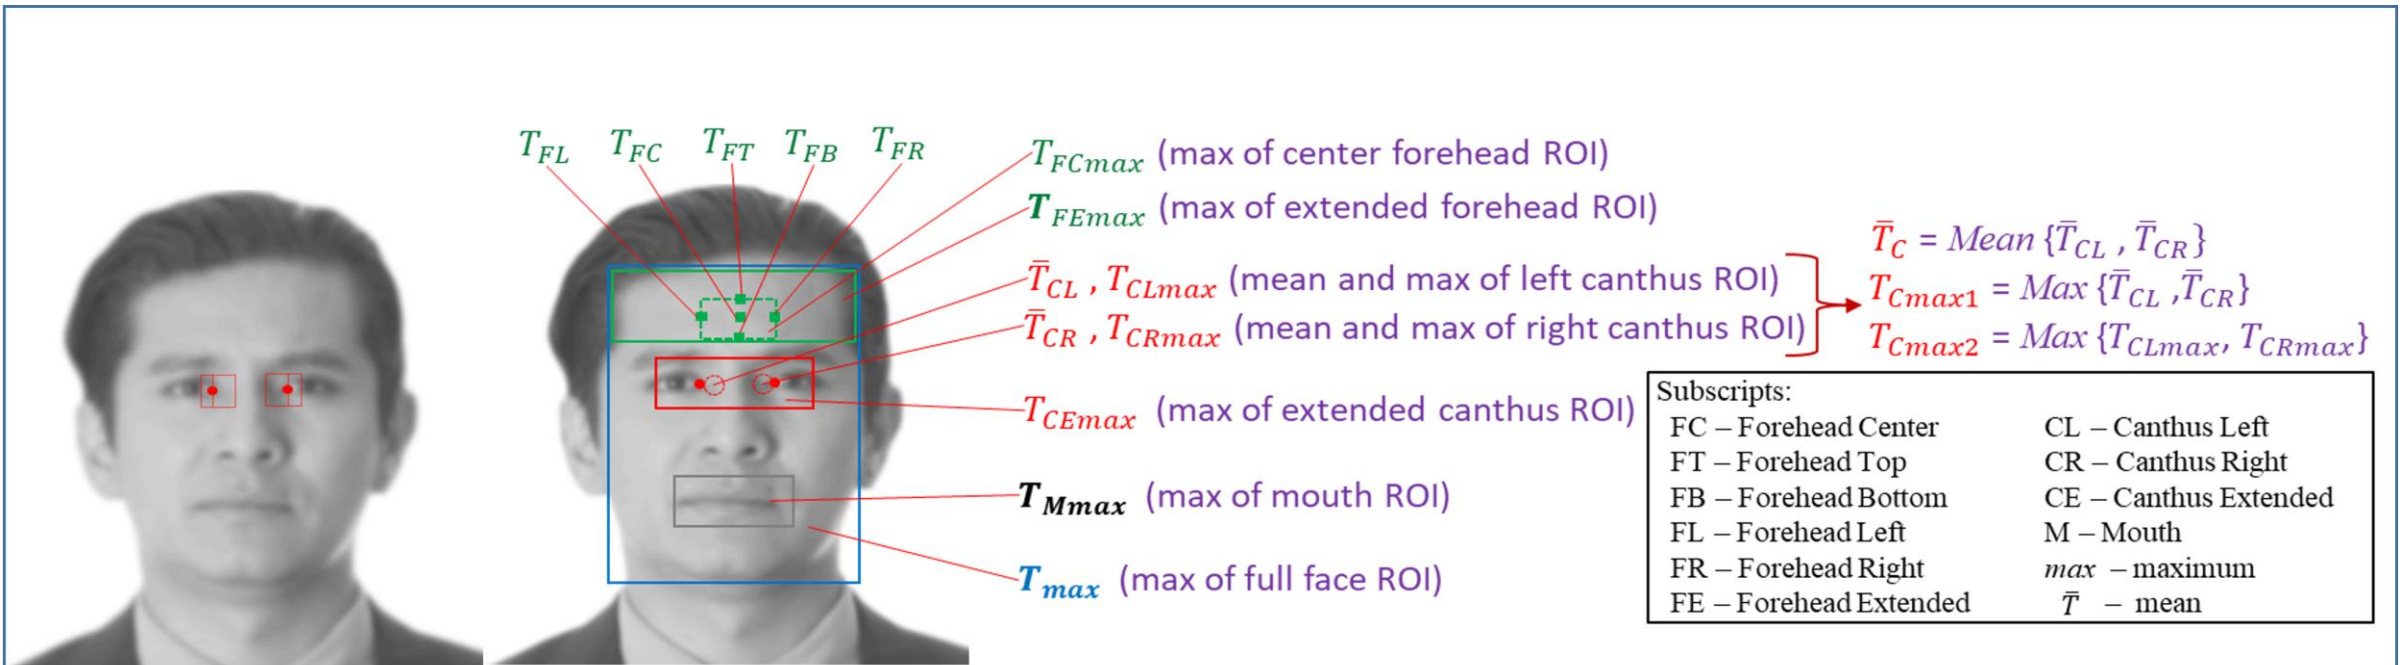 T_FL T_FC T_FT T_FB T_FR
T_FCmax (max of center forehead ROI)
T_FEmax (max of extended forehead ROI)
T̅_CL , T_CLmax (mean and max of left canthus ROI)
T̅_CR , T_CRmax (mean and max of right canthus ROI)
T_CEmax (max of extended canthus ROI)
T_Mmax (max of mouth ROI)
T_max (max of full face ROI)
T̅_C = Mean {T̅_CL , T̅_CR}
T_Cmax1 = Max {T̅_CL ,T̅_CR}
T_Cmax2 = Max {T_CLmax, T_CRmax}
Subscripts:
FC – Forehead Center
FT – Forehead Top
FB – Forehead Bottom
FL – Forehead Left
FR – Forehead Right
FE – Forehead Extended
CL – Canthus Left
CR – Canthus Right
CE – Canthus Extended
M – Mouth
max – maximum
T̅ – mean